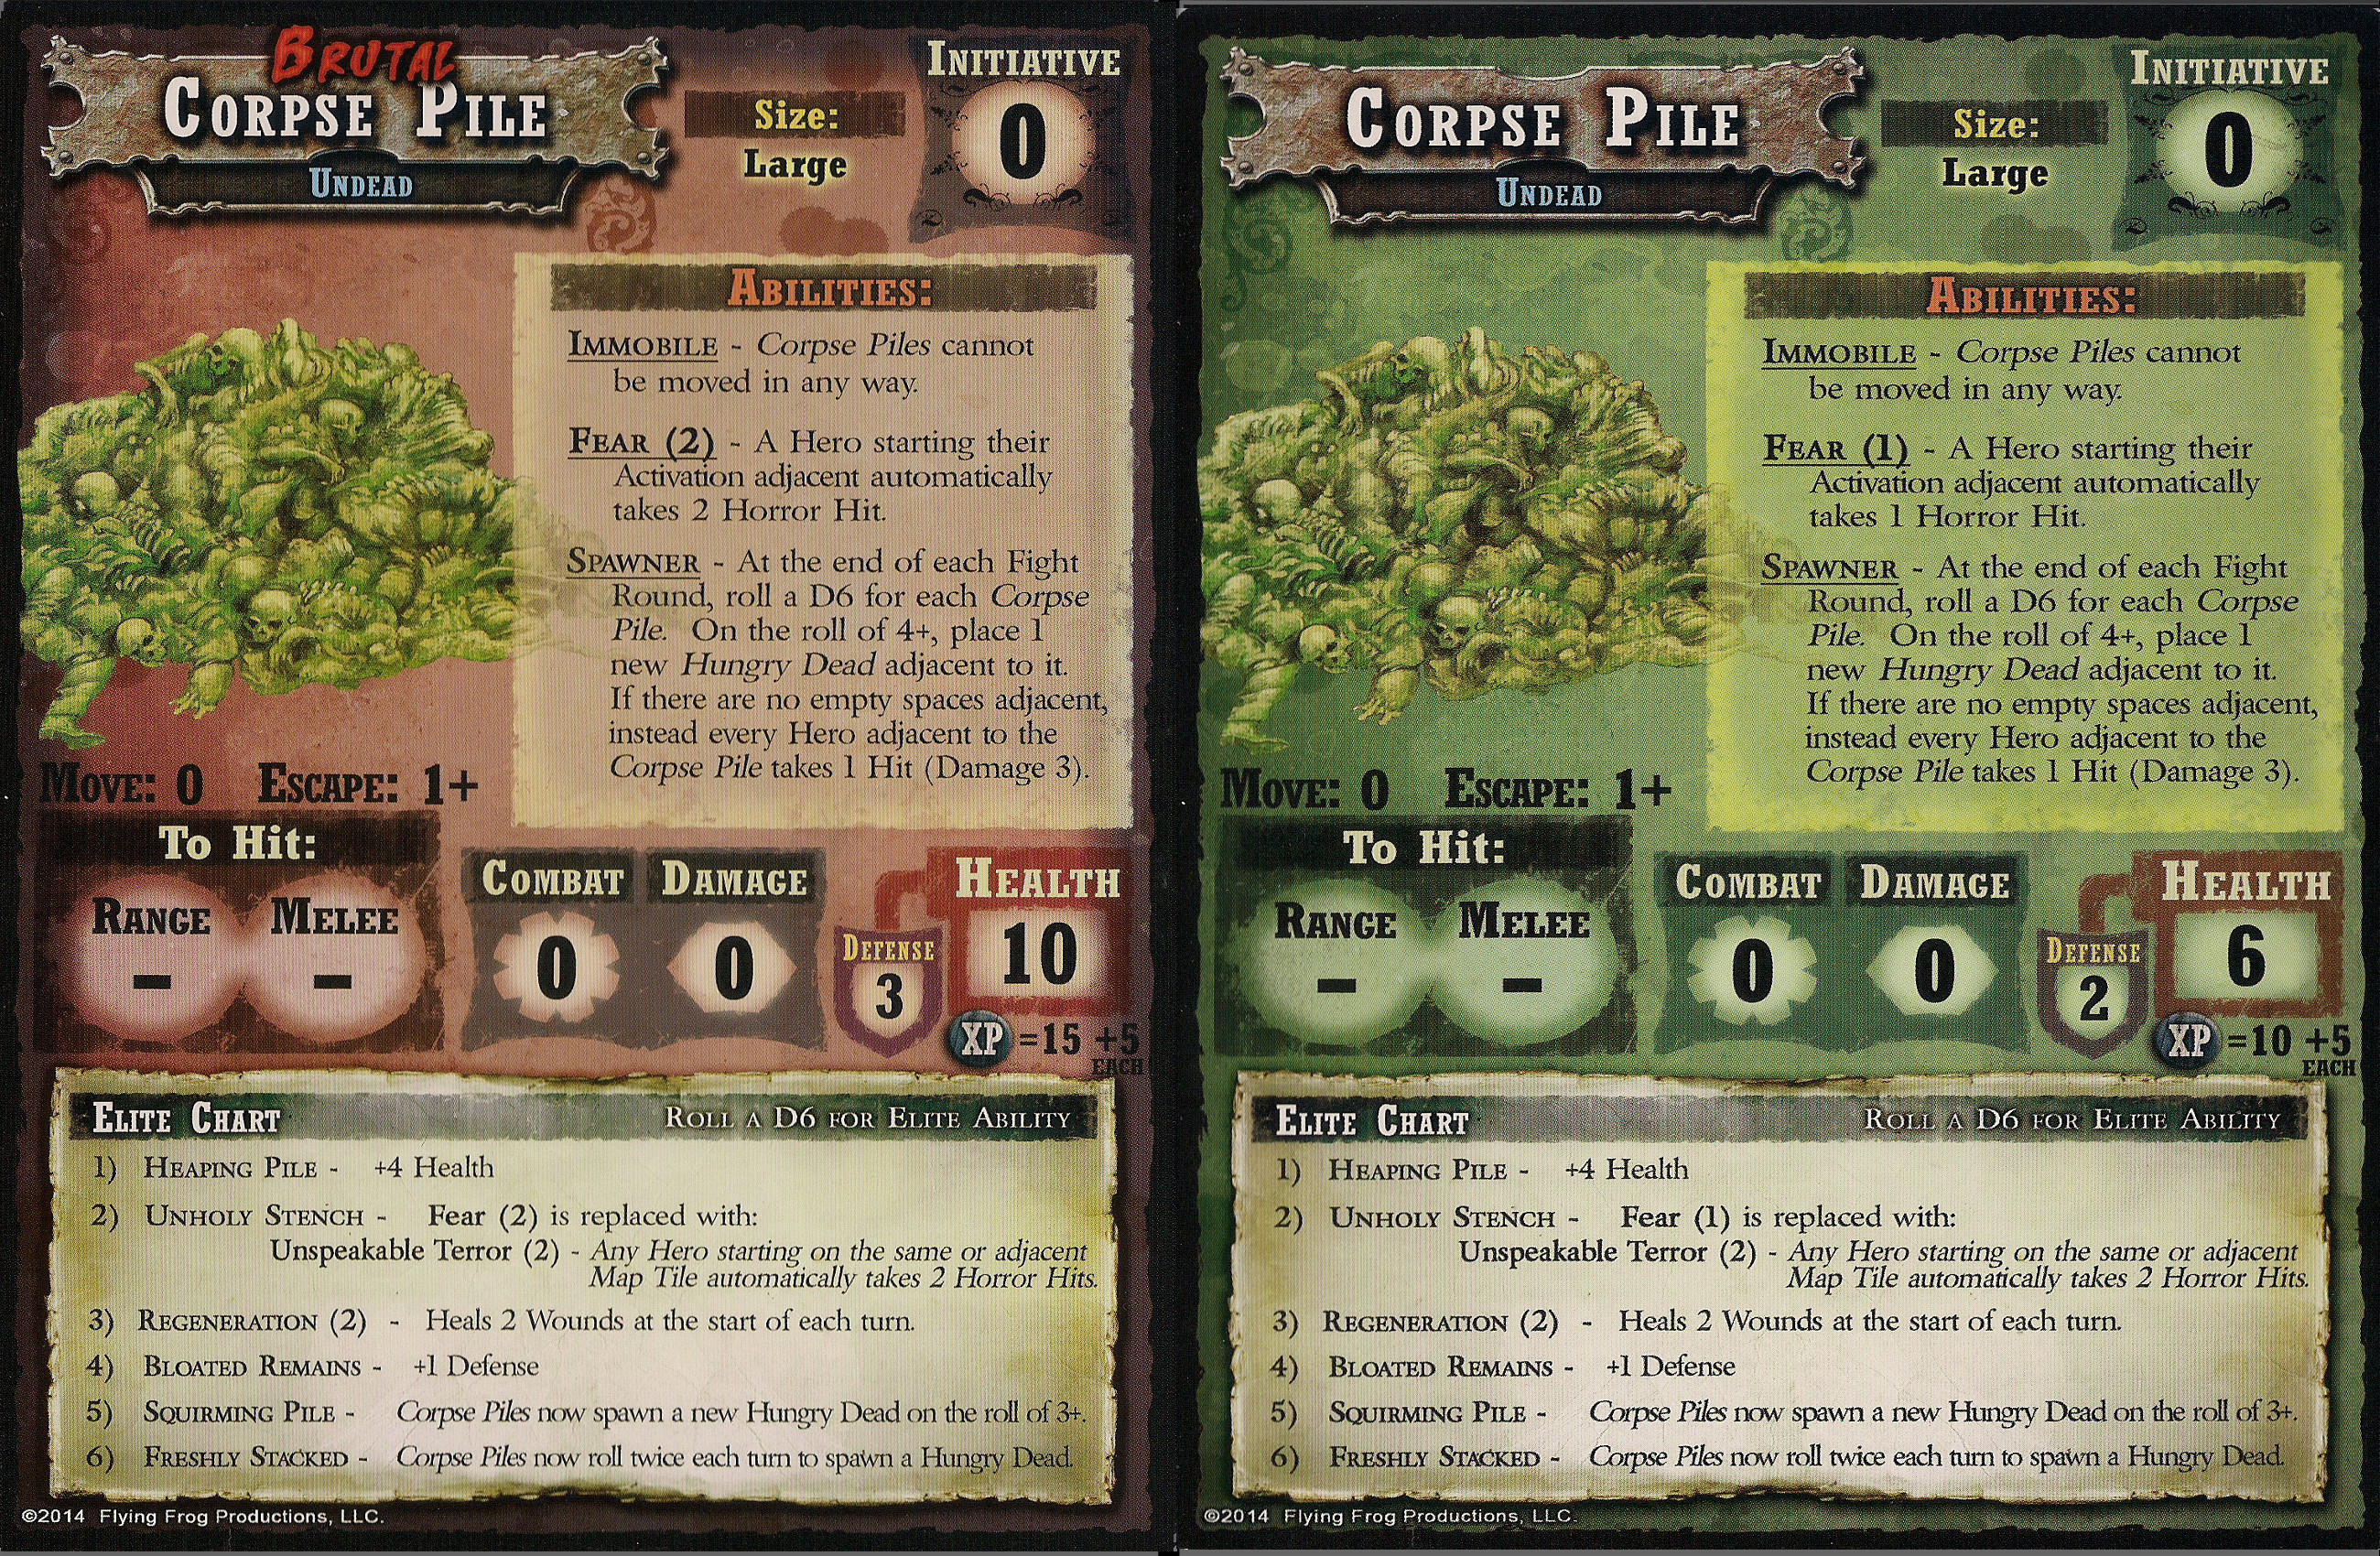 BRUTAL
CORPSE PILE
UNDEAD
Size:
Large
INITIATIVE
0
ABILITIES:
IMMOBILE - Corpse Piles cannot
be moved in any way.
FEAR (2) - A Hero starting their
Activation adjacent automatically
takes 2 Horror Hit.
SPAWNER - At the end of each Fight
Round, roll a D6 for each Corpse
Pile. On the roll of 4+, place 1
new Hungry Dead adjacent to it.
If there are no empty spaces adjacent,
instead every Hero adjacent to the
Corpse Pile takes 1 Hit (Damage 3).
MOVE: 0 ESCAPE: 1+
To Hit:
RANGE MELEE
- -
COMBAT DAMAGE
0 0
DEFENSE
3
HEALTH
10
XP =15 +5
EACH
ELITE CHART ROLL A D6 FOR ELITE ABILITY
1) HEAPING PILE - +4 Health
2) UNHOLY STENCH - Fear (2) is replaced with:
Unspeakable Terror (2) - Any Hero starting on the same or adjacent
Map Tile automatically takes 2 Horror Hits.
3) REGENERATION (2) - Heals 2 Wounds at the start of each turn.
4) BLOATED REMAINS - +1 Defense
5) SQUIRMING PILE - Corpse Piles now spawn a new Hungry Dead on the roll of 3+.
6) FRESHLY STACKED - Corpse Piles now roll twice each turn to spawn a Hungry Dead.
©2014 Flying Frog Productions, LLC.
CORPSE PILE
UNDEAD
Size:
Large
INITIATIVE
0
ABILITIES:
IMMOBILE - Corpse Piles cannot
be moved in any way.
FEAR (1) - A Hero starting their
Activation adjacent automatically
takes 1 Horror Hit.
SPAWNER - At the end of each Fight
Round, roll a D6 for each Corpse
Pile. On the roll of 4+, place 1
new Hungry Dead adjacent to it.
If there are no empty spaces adjacent,
instead every Hero adjacent to the
Corpse Pile takes 1 Hit (Damage 3).
MOVE: 0 ESCAPE: 1+
To Hit:
RANGE MELEE
- -
COMBAT DAMAGE
0 0
DEFENSE
2
HEALTH
6
XP =10 +5
EACH
ELITE CHART ROLL A D6 FOR ELITE ABILITY
1) HEAPING PILE - +4 Health
2) UNHOLY STENCH - Fear (1) is replaced with:
Unspeakable Terror (2) - Any Hero starting on the same or adjacent
Map Tile automatically takes 2 Horror Hits.
3) REGENERATION (2) - Heals 2 Wounds at the start of each turn.
4) BLOATED REMAINS - +1 Defense
5) SQUIRMING PILE - Corpse Piles now spawn a new Hungry Dead on the roll of 3+.
6) FRESHLY STACKED - Corpse Piles now roll twice each turn to spawn a Hungry Dead.
©2014 Flying Frog Productions, LLC.